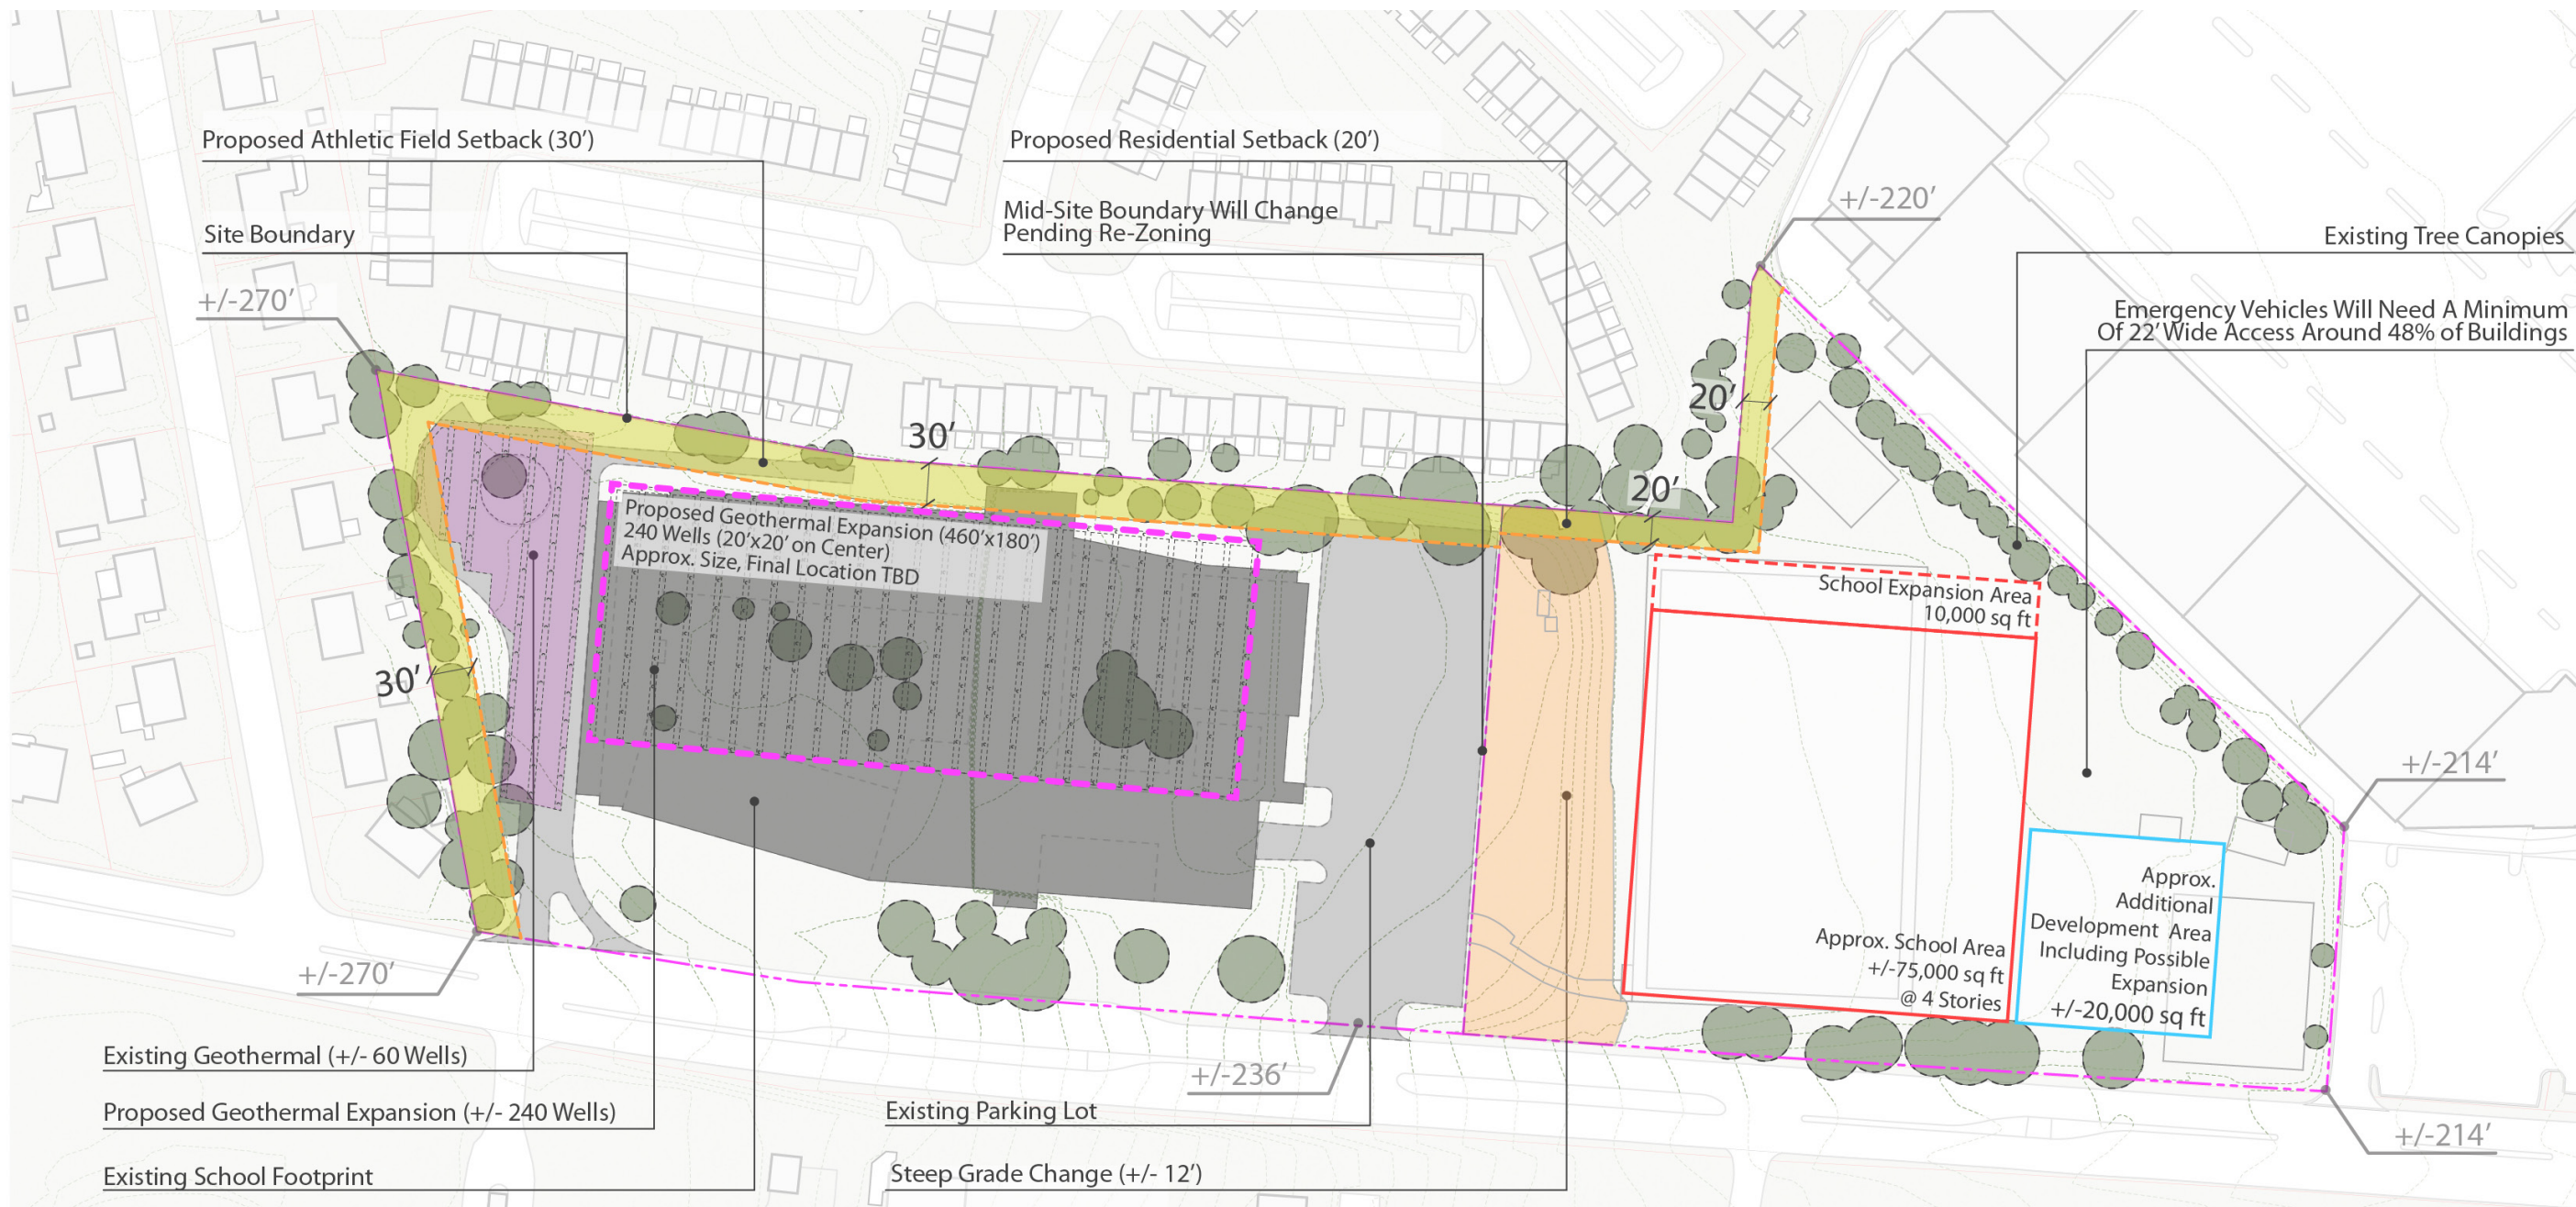 Proposed Athletic Field Setback (30’)
Proposed Residential Setback (20’)
Mid-Site Boundary Will Change
Pending Re-Zoning
+/-220’
Site Boundary
Existing Tree Canopies
+/-270’
Emergency Vehicles Will Need A Minimum
Of 22’ Wide Access Around 48% of Buildings
20’
30’
20’
Proposed Geothermal Expansion (460’x180’)
240 Wells (20’x20’ on Center)
Approx. Size, Final Location TBD
School Expansion Area
10,000 sq ft
30’
+/-214’
Approx.
Additional
Development Area
Including Possible
Expansion
+/-20,000 sq ft
Approx. School Area
+/-75,000 sq ft
@ 4 Stories
+/-270’
Existing Geothermal (+/- 60 Wells)
+/-236’
Proposed Geothermal Expansion (+/- 240 Wells)
Existing Parking Lot
+/-214’
Existing School Footprint
Steep Grade Change (+/- 12’)